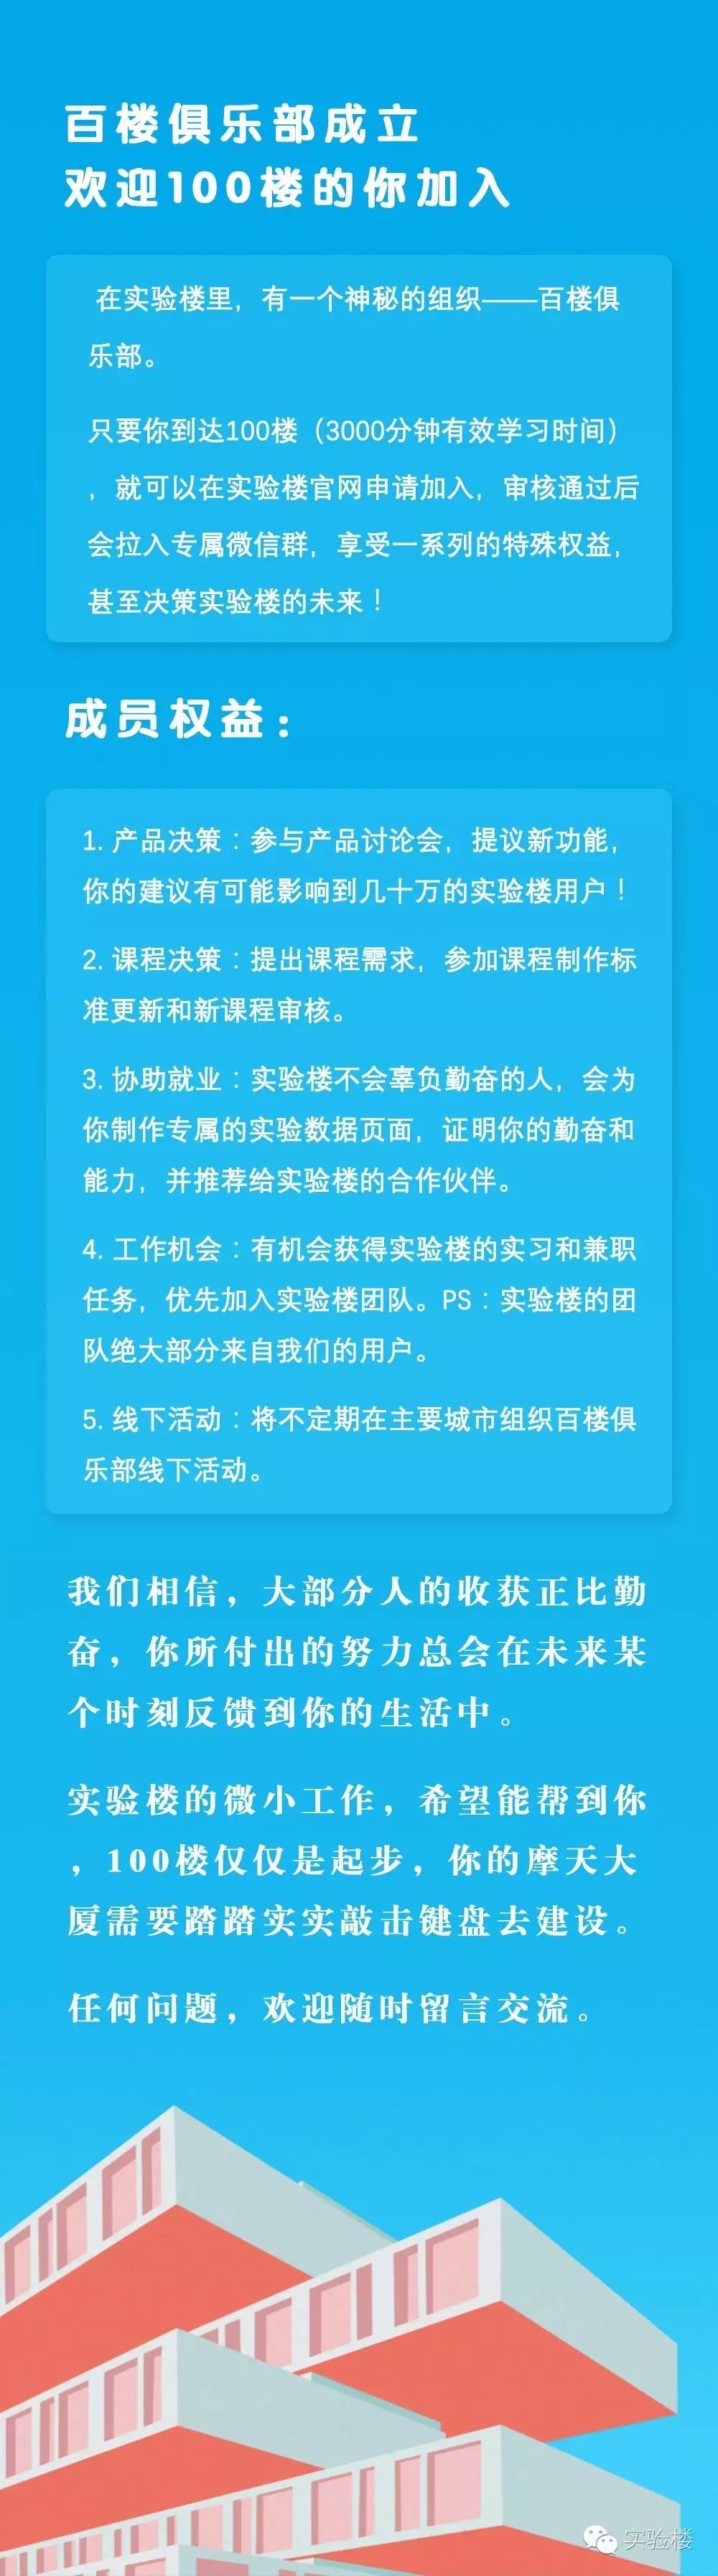 百楼俱乐部成立
欢迎100楼的你加入
在实验楼里，有一个神秘的组织——百楼俱
乐部。
只要你到达100楼（3000分钟有效学习时间）
，就可以在实验楼官网申请加入，审核通过后
会拉入专属微信群，享受一系列的特殊权益，
甚至决策实验楼的未来！
成员权益：
1. 产品决策：参与产品讨论会，提议新功能，
你的建议有可能影响到几十万的实验楼用户！
2. 课程决策：提出课程需求，参加课程制作标
准更新和新课程审核。
3. 协助就业：实验楼不会辜负勤奋的人，会为
你制作专属的实验数据页面，证明你的勤奋和
能力，并推荐给实验楼的合作伙伴。
4. 工作机会：有机会获得实验楼的实习和兼职
任务，优先加入实验楼团队。PS：实验楼的团
队绝大部分来自我们的用户。
5. 线下活动：将不定期在主要城市组织百楼俱
乐部线下活动。
我们相信，大部分人的收获正比勤
奋，你所付出的努力总会在未来某
个时刻反馈到你的生活中。
实验楼的微小工作，希望能帮到你
，100楼仅仅是起步，你的摩天大
厦需要踏踏实实敲击键盘去建设。
任何问题，欢迎随时留言交流。
实验楼